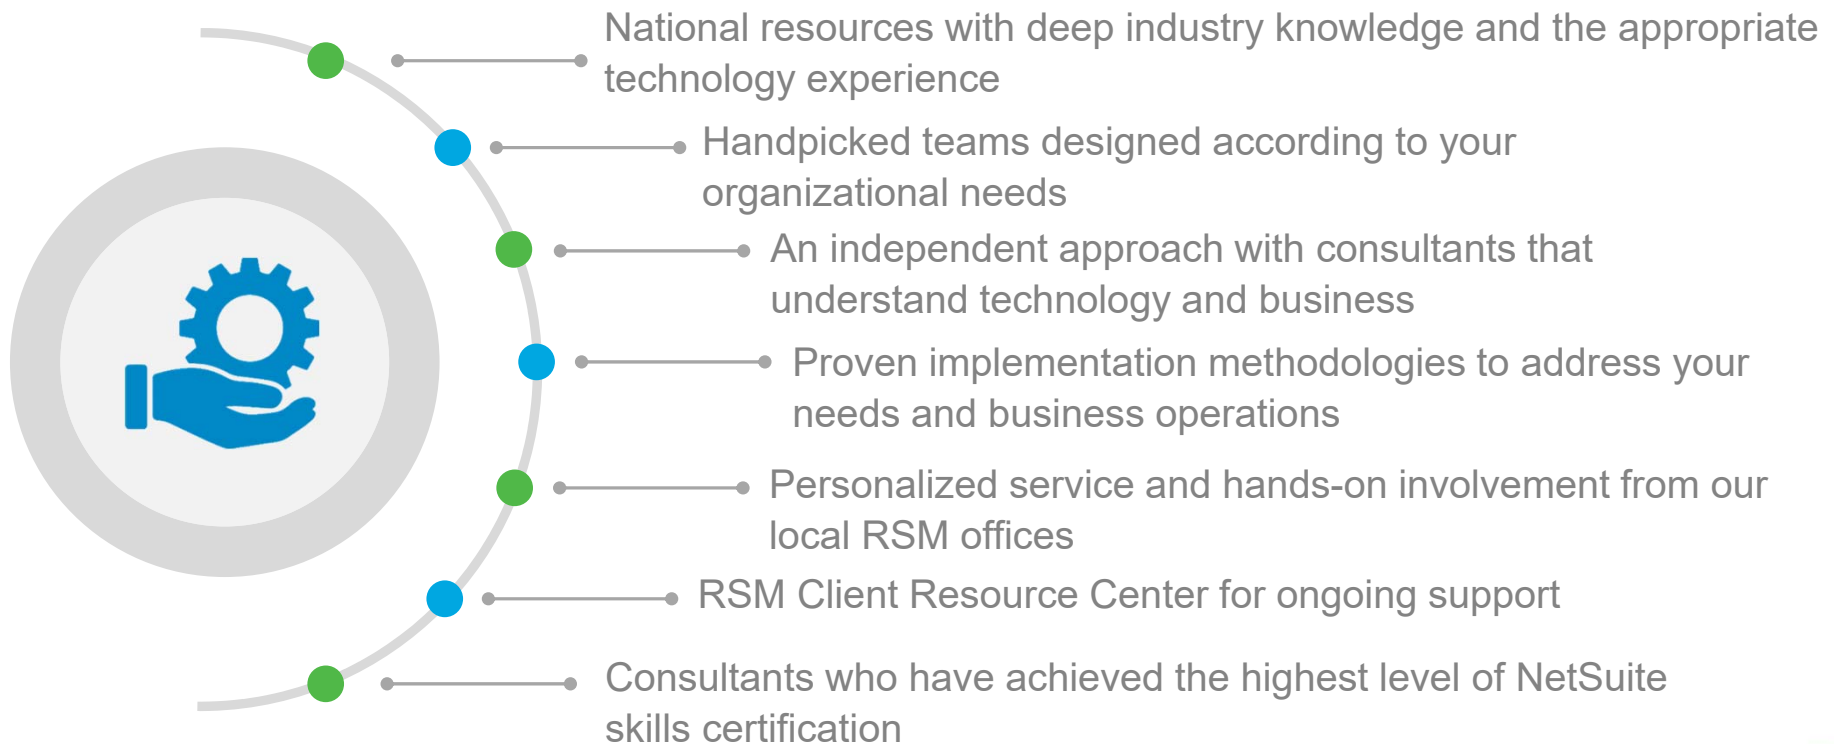 National resources with deep industry knowledge and the appropriate
technology experience
Handpicked teams designed according to your
organizational needs
An independent approach with consultants that
understand technology and business
Proven implementation methodologies to address your
needs and business operations
Personalized service and hands-on involvement from our
local RSM offices
RSM Client Resource Center for ongoing support
Consultants who have achieved the highest level of NetSuite
skills certification